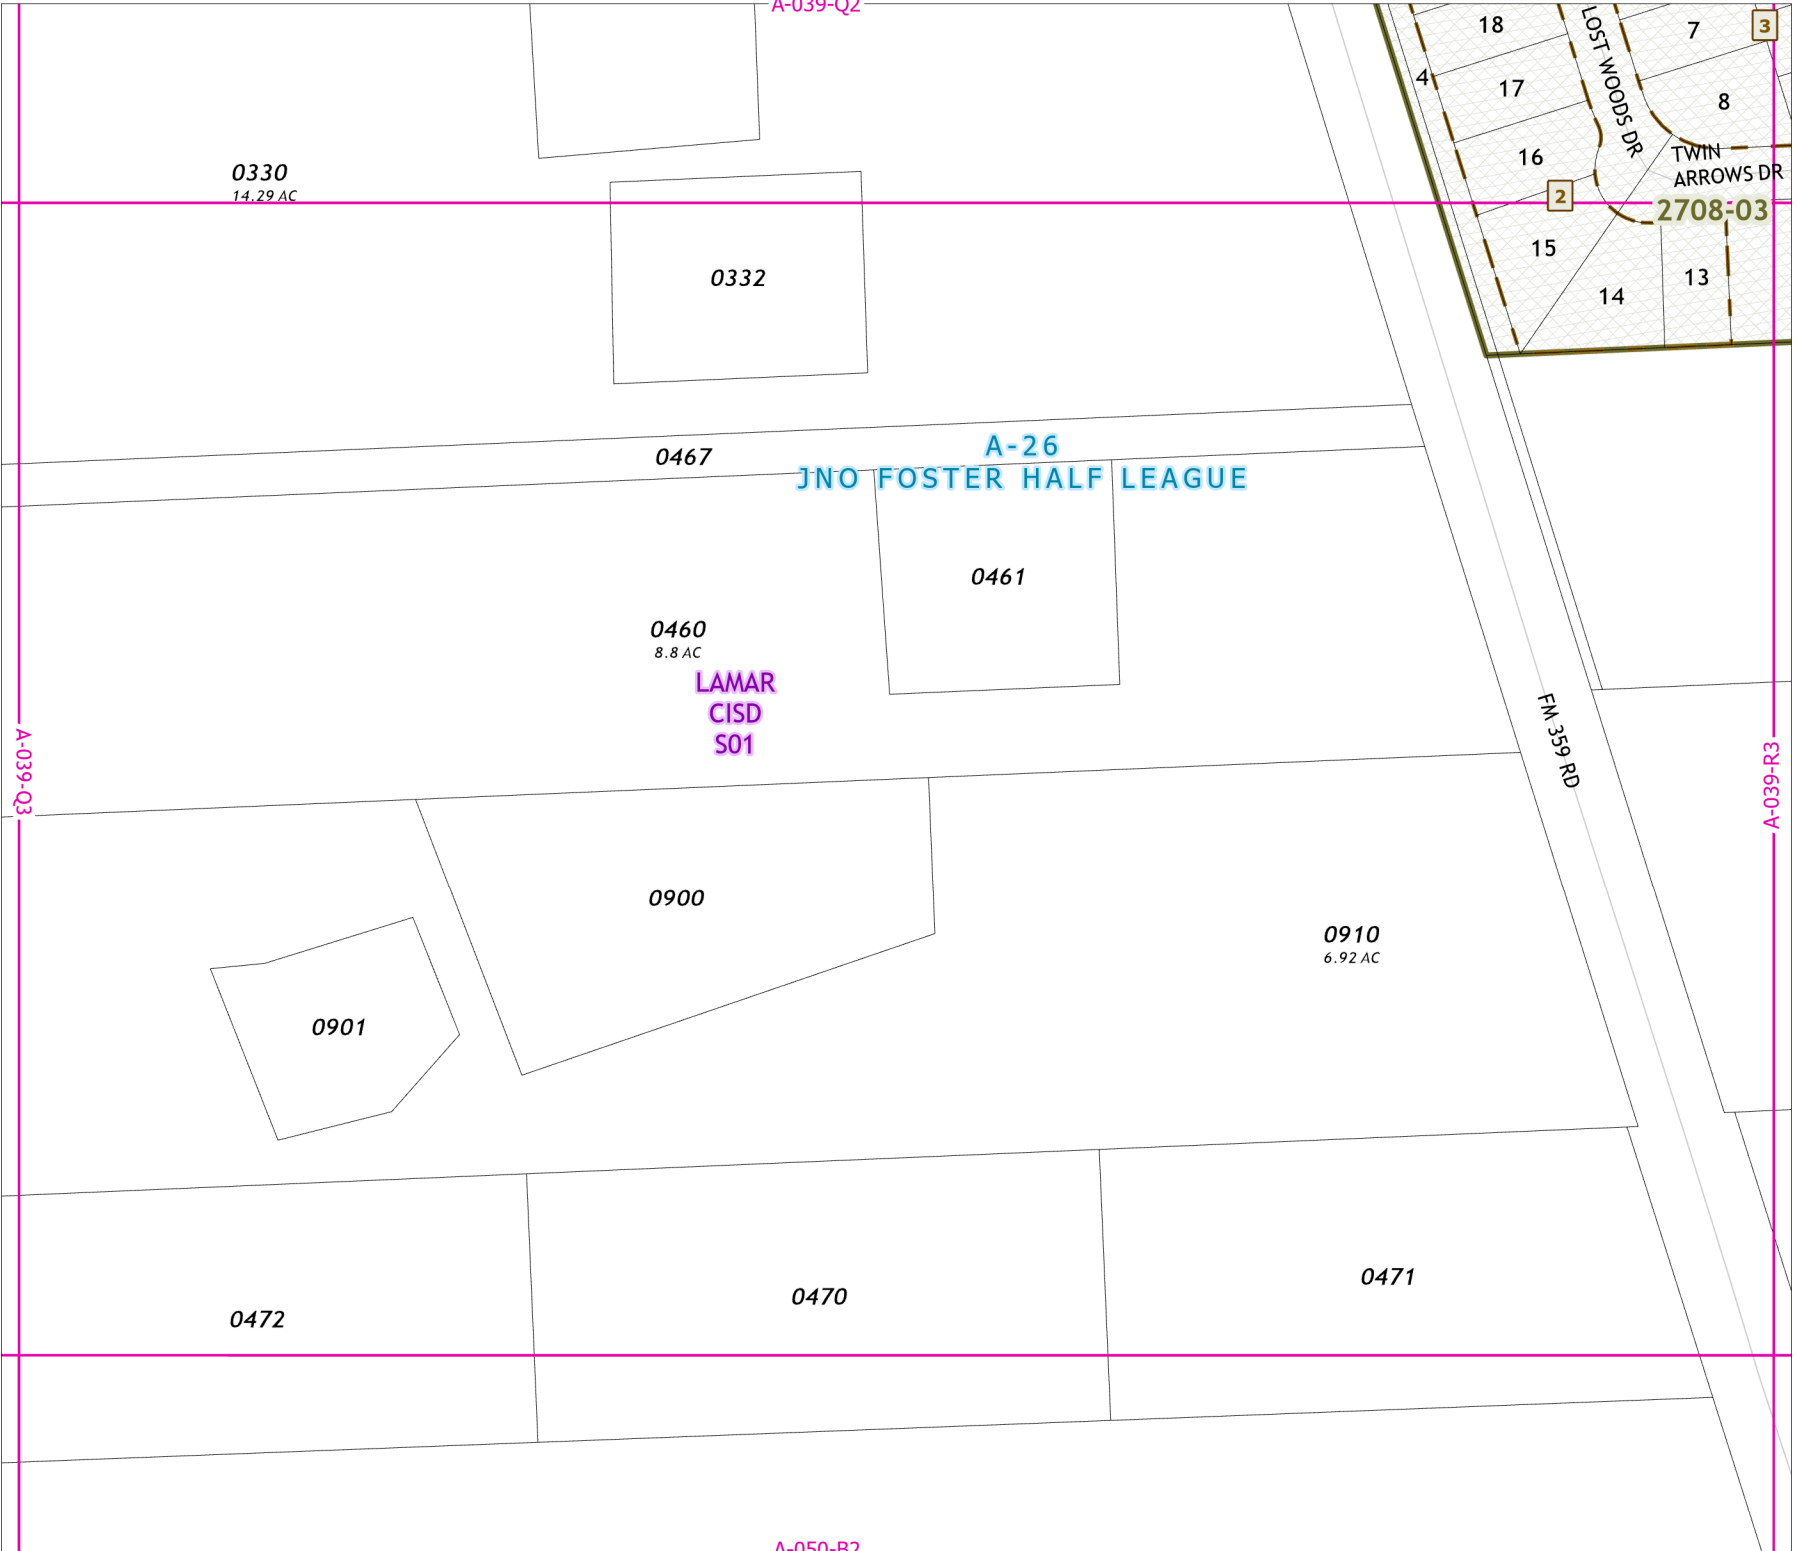 A-039-Q2
18
7
3
4
17
LOST WOODS DR
8
16
TWIN
ARROWS DR
0330
14.29 AC
2
2708-03
15
0332
13
14
0467
A-26
JNO FOSTER HALF LEAGUE
0461
0460
8.8 AC
LAMAR
CISD
S01
FM 359 RD
A-039-Q3
A-039-R3
0900
0910
6.92 AC
0901
0471
0470
0472
A-050-B2